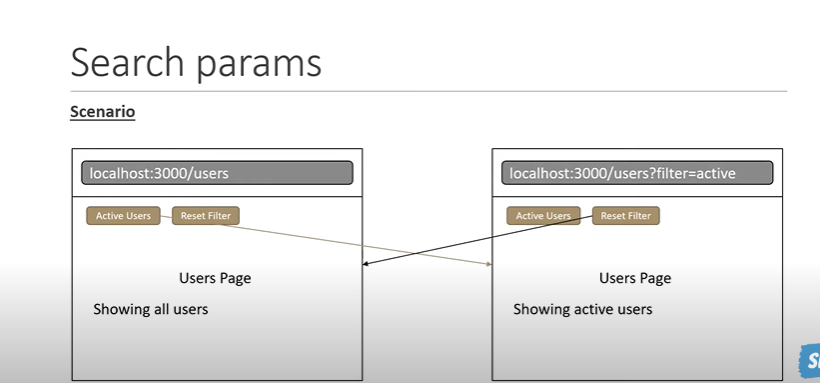 Search params
Scenario
localhost:3000/users
Active Users
Reset Filter
Users Page
Showing all users
localhost:3000/users?filter=active
Active Users
Reset Filter
Users Page
Showing active users